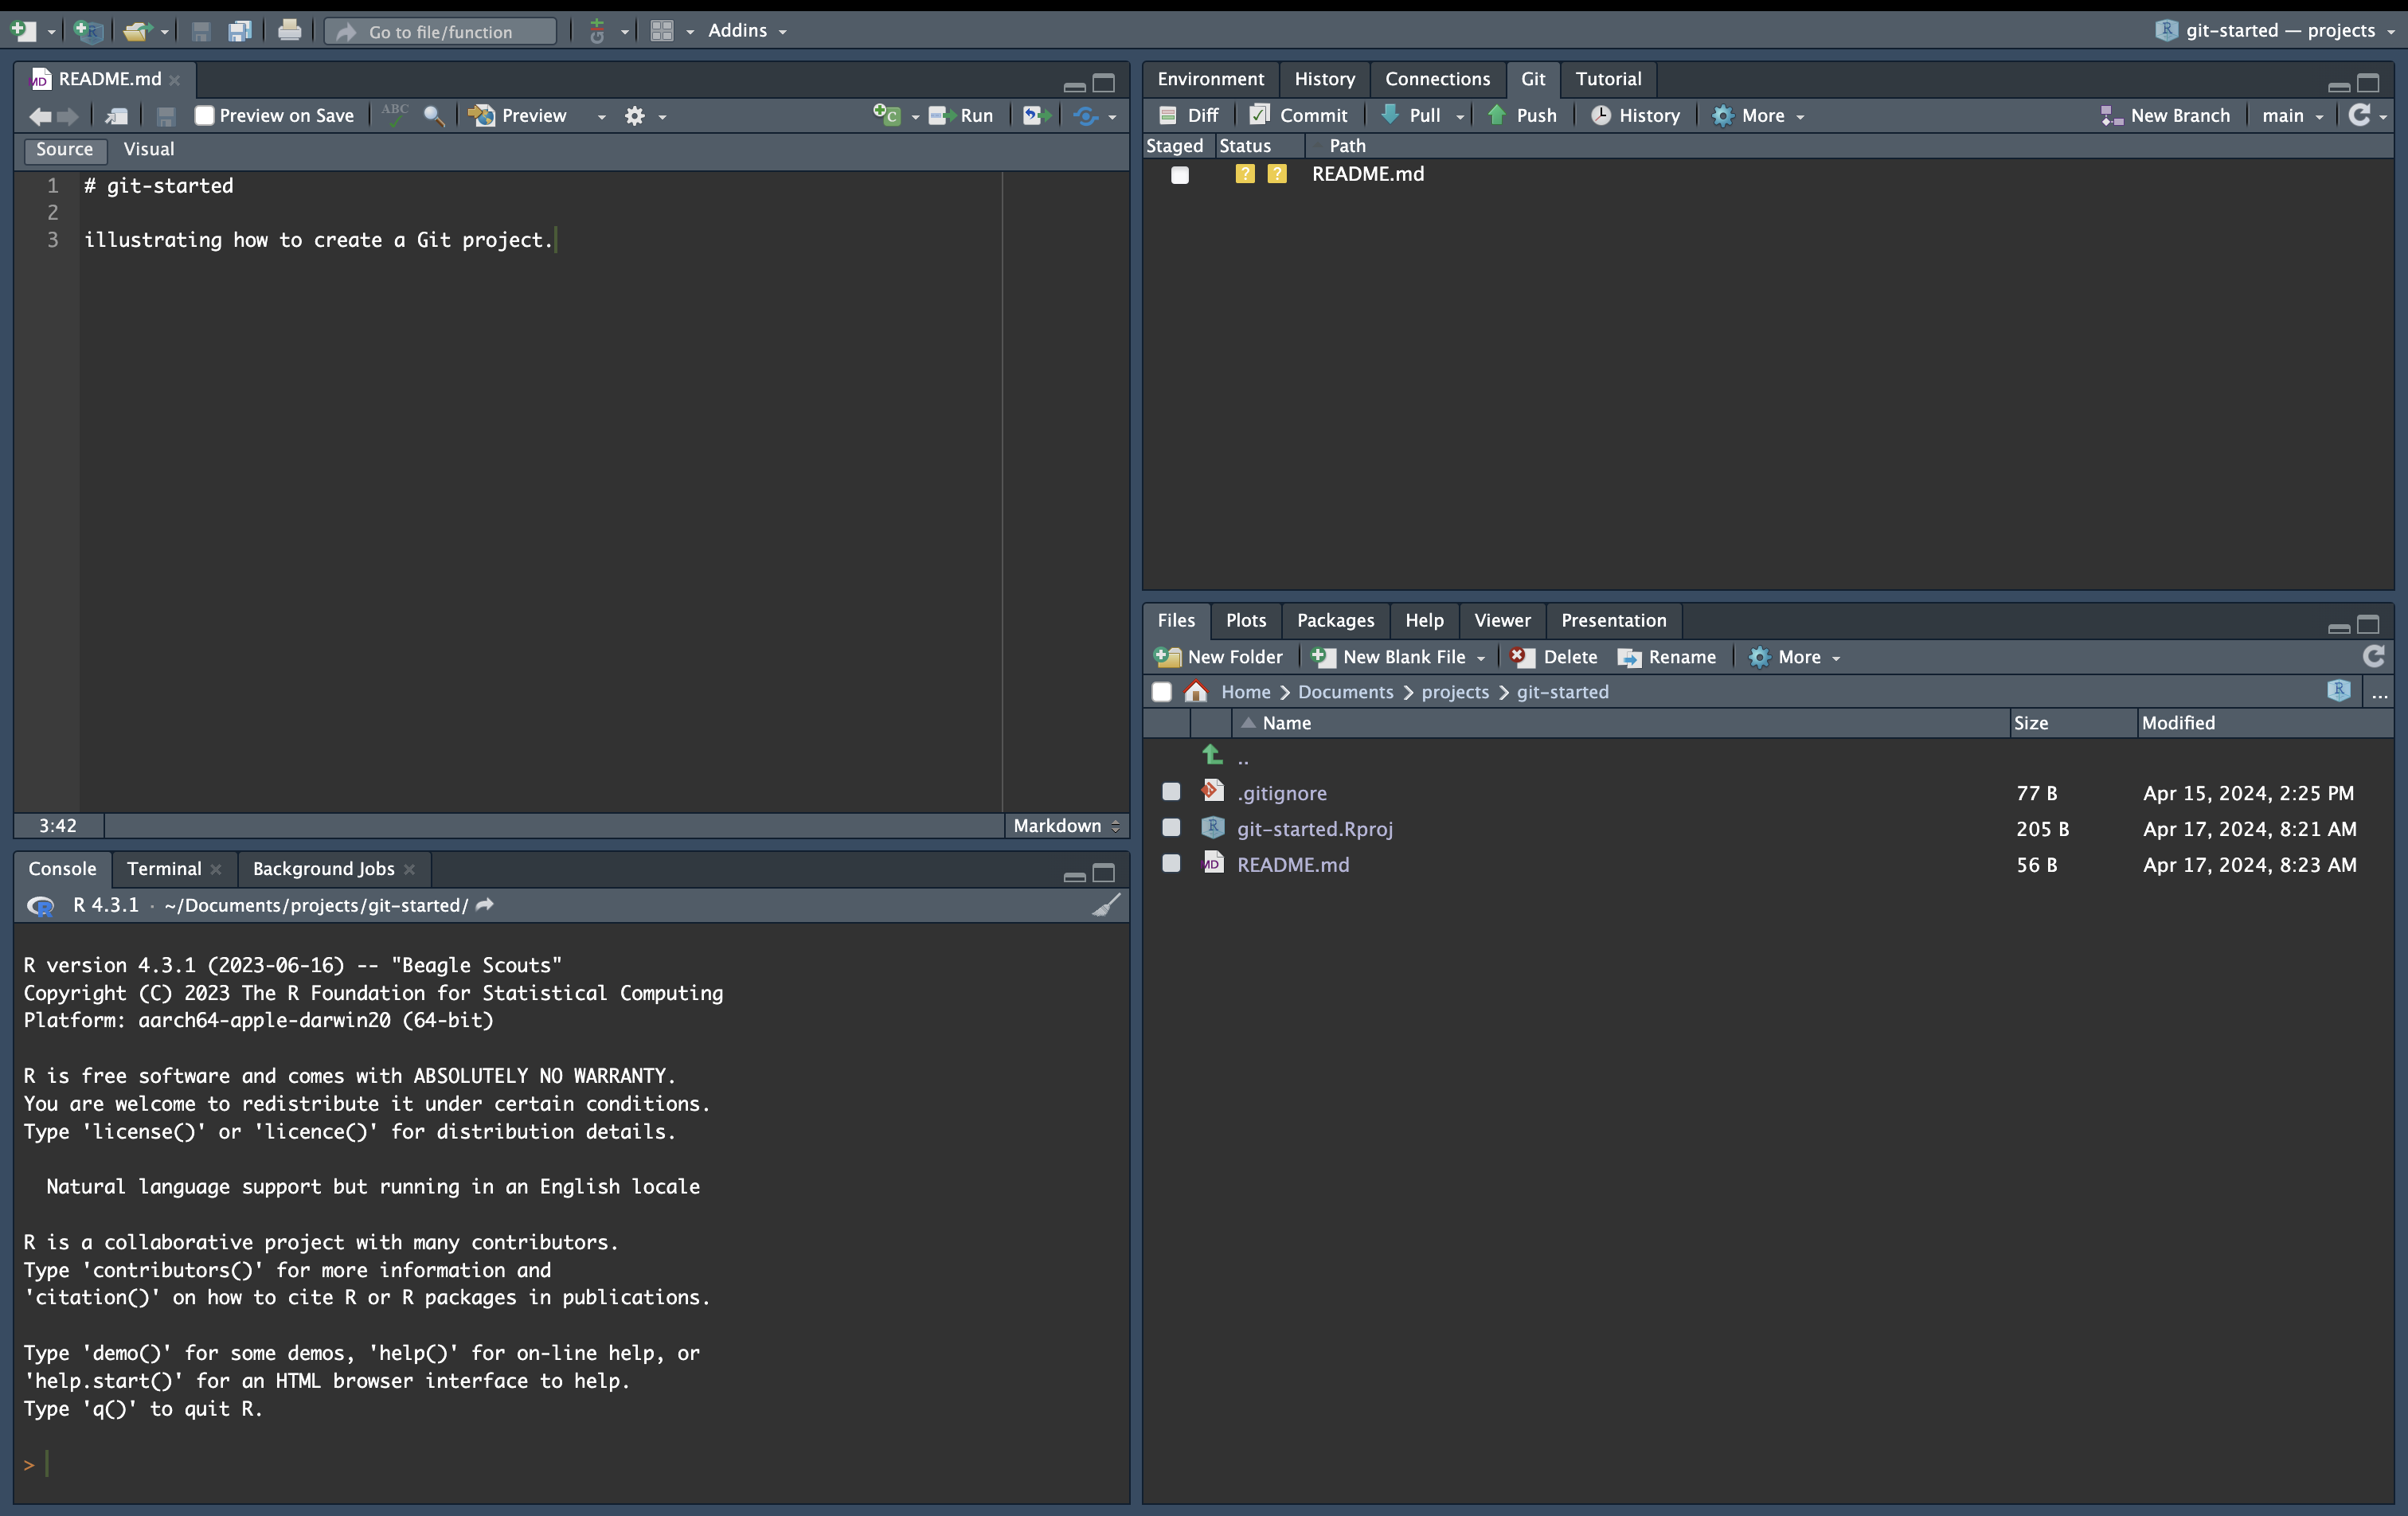 Go to file/function Addins git-started — projects
README.md
Preview on Save ABC Preview Run
Source Visual
1 # git-started
2
3 illustrating how to create a Git project.
3:42 Markdown
Console Terminal Background Jobs
R 4.3.1 · ~/Documents/projects/git-started/
R version 4.3.1 (2023-06-16) -- "Beagle Scouts"
Copyright (C) 2023 The R Foundation for Statistical Computing
Platform: aarch64-apple-darwin20 (64-bit)
R is free software and comes with ABSOLUTELY NO WARRANTY.
You are welcome to redistribute it under certain conditions.
Type 'license()' or 'licence()' for distribution details.
Natural language support but running in an English locale
R is a collaborative project with many contributors.
Type 'contributors()' for more information and
'citation()' on how to cite R or R packages in publications.
Type 'demo()' for some demos, 'help()' for on-line help, or
'help.start()' for an HTML browser interface to help.
Type 'q()' to quit R.
>
Environment History Connections Git Tutorial
Diff Commit Pull Push History More New Branch main
Staged Status Path
? ? README.md
Files Plots Packages Help Viewer Presentation
New Folder New Blank File Delete Rename More
Home > Documents > projects > git-started ...
Name Size Modified
..
.gitignore 77 B Apr 15, 2024, 2:25 PM
git-started.Rproj 205 B Apr 17, 2024, 8:21 AM
README.md 56 B Apr 17, 2024, 8:23 AM